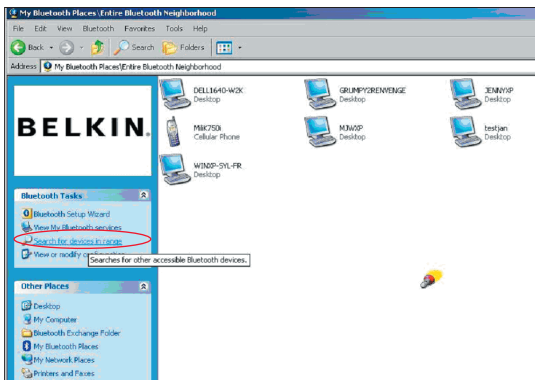 My Bluetooth Places\Entire Bluetooth Neighborhood
File Edit View Bluetooth Favorites Tools Help
Back Search Folders
Address My Bluetooth Places\Entire Bluetooth Neighborhood
BELKIN.
DELL1640-W2K
Desktop
GRUMPY2RENVENGE
Desktop
JENNYXP
Desktop
MiliK750i
Cellular Phone
MJWXP
Desktop
testjan
Desktop
WINXP-SYL-FR
Desktop
Bluetooth Tasks
Bluetooth Setup Wizard
View My Bluetooth services
Search for devices in range
View or modify
Searches for other accessible Bluetooth devices.
Other Places
Desktop
My Computer
Bluetooth Exchange Folder
My Bluetooth Places
My Network Places
Printers and Faxes